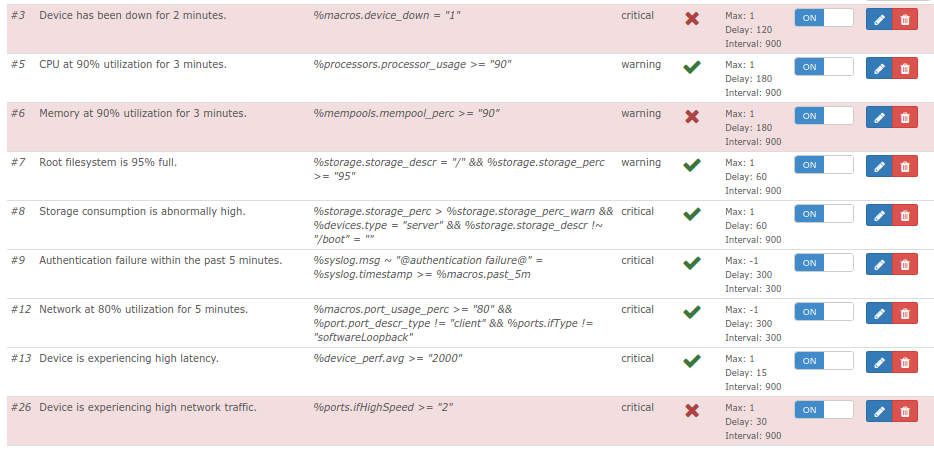 #3 Device has been down for 2 minutes. %macros.device_down = "1" critical Max: 1 ON
Delay: 120
Interval: 900
#5 CPU at 90% utilization for 3 minutes. %processors.processor_usage >= "90" warning Max: 1 ON
Delay: 180
Interval: 900
#6 Memory at 90% utilization for 3 minutes. %mempools.mempool_perc >= "90" warning Max: 1 ON
Delay: 180
Interval: 900
#7 Root filesystem is 95% full. %storage.storage_descr = "/" && %storage.storage_perc warning Max: 1 ON
>= "95" Delay: 60
Interval: 900
#8 Storage consumption is abnormally high. %storage.storage_perc > %storage.storage_perc_warn && critical Max: 1 ON
%devices.type = "server" && %storage.storage_descr !~ Delay: 60
"/boot" = "" Interval: 900
#9 Authentication failure within the past 5 minutes. %syslog.msg ~ "@authentication failure@" = critical Max: -1 ON
%syslog.timestamp >= %macros.past_5m Delay: 300
Interval: 300
#12 Network at 80% utilization for 5 minutes. %macros.port_usage_perc >= "80" && critical Max: -1 ON
%port.port_descr_type != "client" && %ports.ifType != Delay: 300
"softwareLoopback" Interval: 300
#13 Device is experiencing high latency. %device_perf.avg >= "2000" critical Max: 1 ON
Delay: 15
Interval: 900
#26 Device is experiencing high network traffic. %ports.ifHighSpeed >= "2" critical Max: 1 ON
Delay: 30
Interval: 900